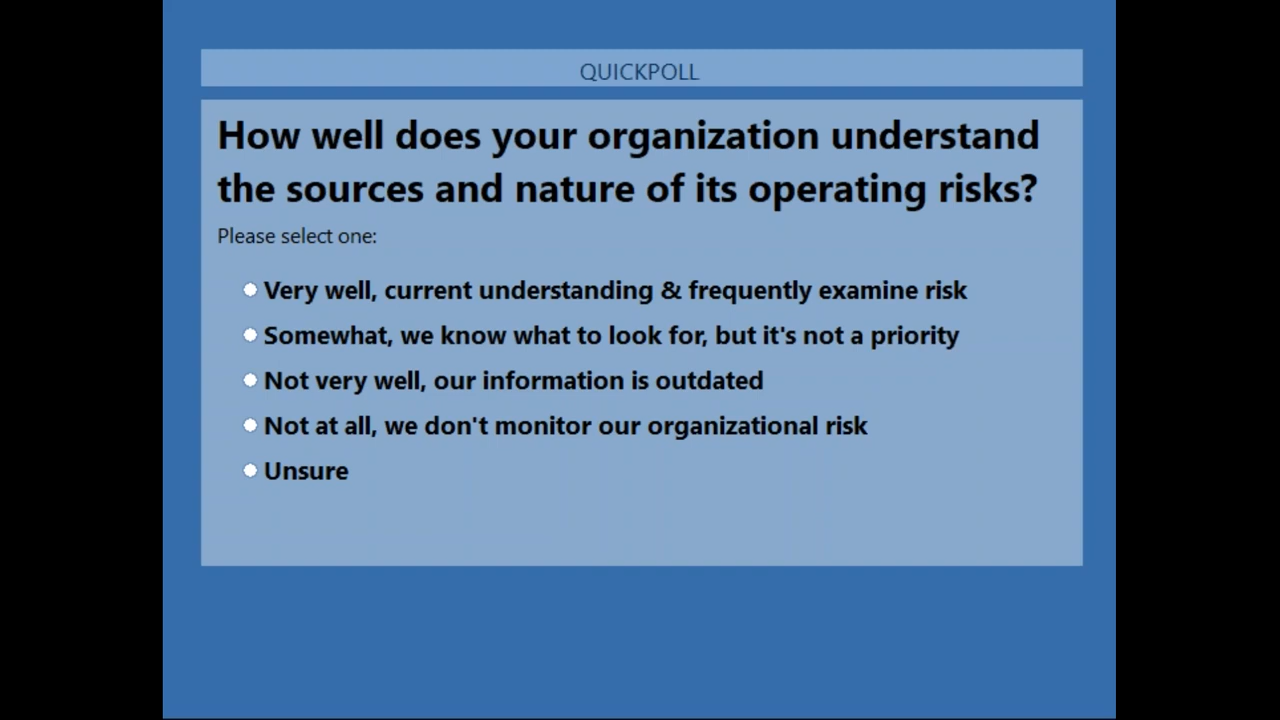 QUICKPOLL
How well does your organization understand
the sources and nature of its operating risks?
Please select one:
Very well, current understanding & frequently examine risk
Somewhat, we know what to look for, but it's not a priority
Not very well, our information is outdated
Not at all, we don't monitor our organizational risk
Unsure